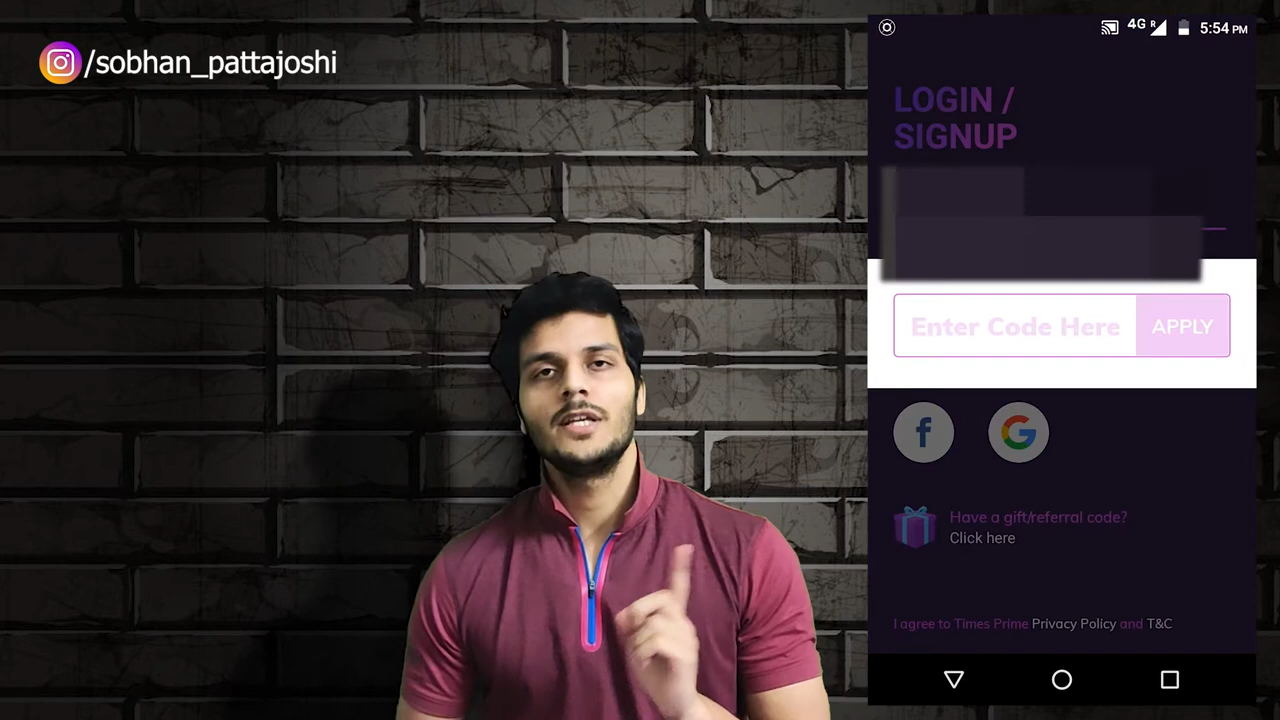 /sobhan_pattajoshi
4G R 5:54 PM
LOGIN /
SIGNUP
Enter Code Here APPLY
Have a gift/referral code?
Click here
I agree to Times Prime Privacy Policy and T&C